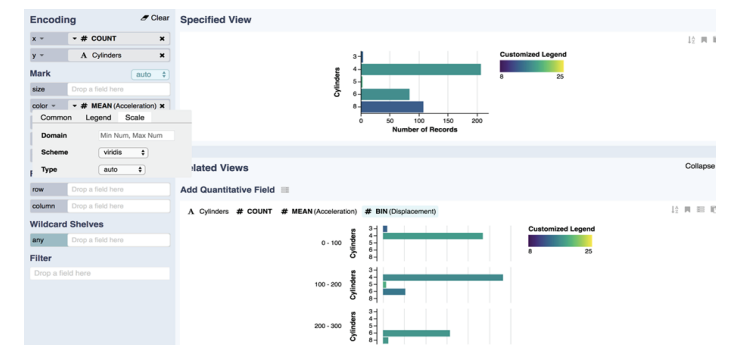 Encoding Clear
x # COUNT x
y A Cylinders x
Mark auto
size Drop a field here
color # MEAN (Acceleration) x
Common Legend Scale
Domain Min Num, Max Num
Scheme viridis
Type auto
row Drop a field here
column Drop a field here
Wildcard Shelves
any Drop a field here
Filter
Drop a field here
Specified View
Cylinders
3
4
5
6
8
0 50 100 150 200
Number of Records
Customized Legend
8 25
elated Views Collapse
Add Quantitative Field
A Cylinders # COUNT # MEAN (Acceleration) # BIN (Displacement)
0 - 100
Cylinders
3
4
5
6
8
Customized Legend
8 25
100 - 200
Cylinders
3
4
5
6
8
200 - 300
Cylinders
3
4
5
6
8